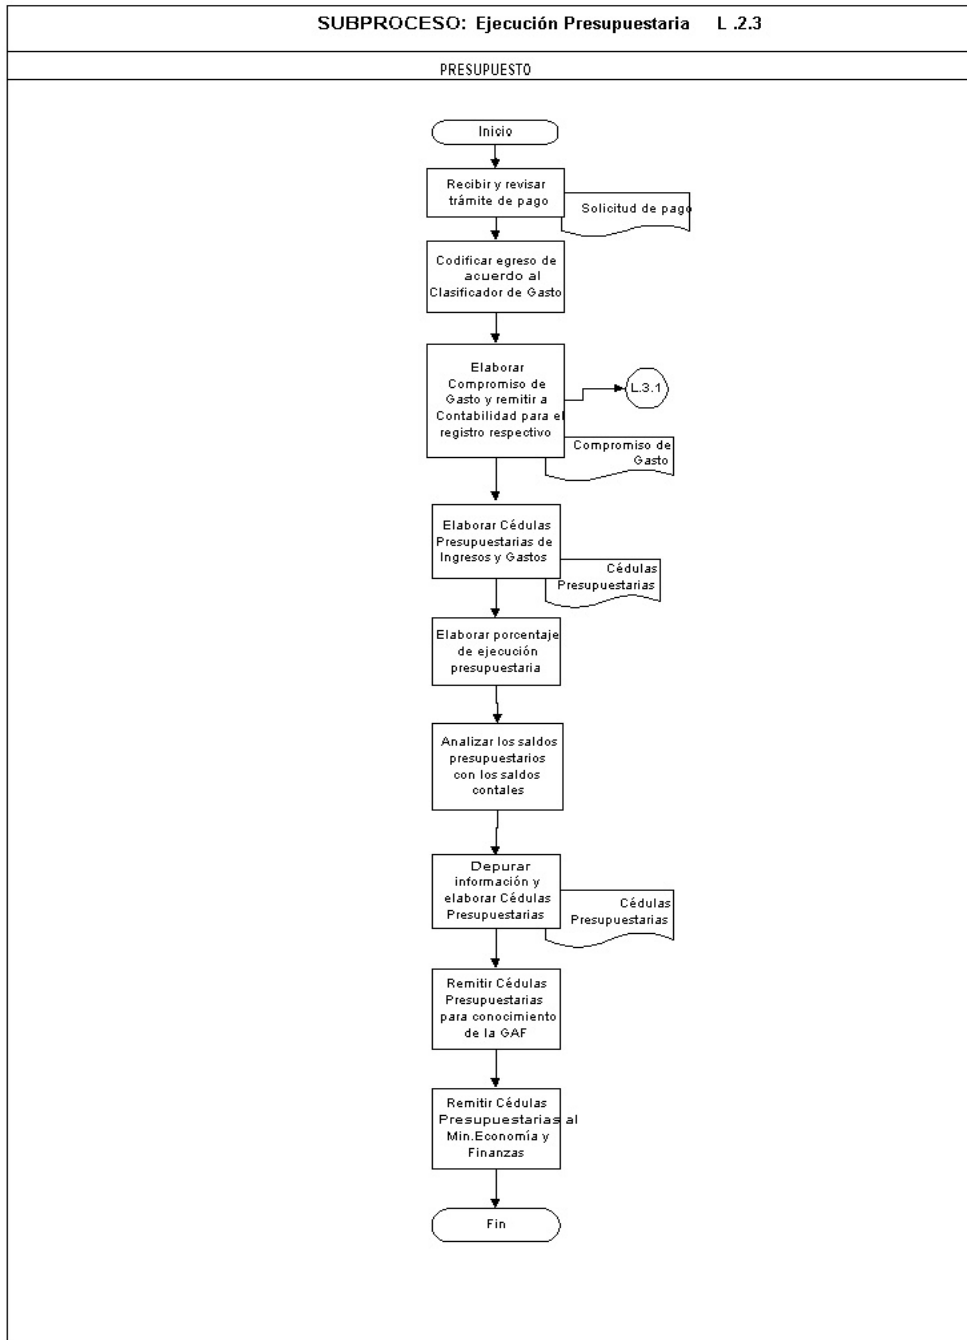 SUBPROCESO: Ejecución Presupuestaria L .2.3
PRESUPUESTO
Inicio
Recibir y revisar
trámite de pago
Solicitud de pago
Codificar egreso de
acuerdo al
Clasificador de Gasto
Elaborar
Compromiso de
Gasto y remitir a
Contabilidad para el
registro respectivo
L.3.1
Compromiso de
Gasto
Elaborar Cédulas
Presupuestarias de
Ingresos y Gastos
Cédulas
Presupuestarias
Elaborar porcentaje
de ejecución
presupuestaria
Analizar los saldos
presupuestarios
con los saldos
contales
Depurar
información y
elaborar Cédulas
Presupuestarias
Cédulas
Presupuestarias
Remitir Cédulas
Presupuestarias
para conocimiento
de la GAF
Remitir Cédulas
Presupuestarias al
Min.Economía y
Finanzas
Fin